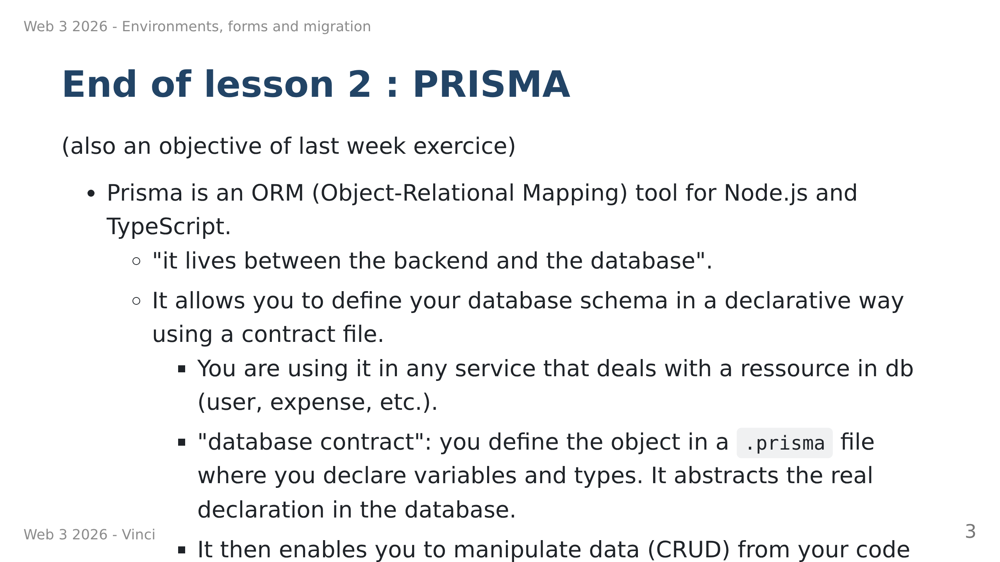 Web 3 2026 - Environments, forms and migration
End of lesson 2 : PRISMA
(also an objective of last week exercice)
• Prisma is an ORM (Object-Relational Mapping) tool for Node.js and
TypeScript.
○ "it lives between the backend and the database".
○ It allows you to define your database schema in a declarative way
using a contract file.
▪ You are using it in any service that deals with a ressource in db
(user, expense, etc.).
▪ "database contract": you define the object in a .prisma file
where you declare variables and types. It abstracts the real
declaration in the database.
▪ It then enables you to manipulate data (CRUD) from your code
Web 3 2026 - Vinci
3